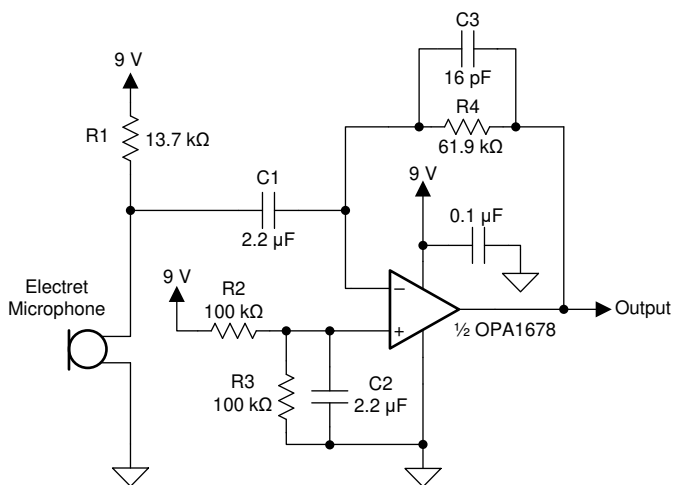 C3
16 pF
9 V
R4
61.9 kΩ
R1
13.7 kΩ
C1
2.2 µF
9 V
0.1 µF
Electret
Microphone
9 V
R2
100 kΩ
–
+
Output
½ OPA1678
R3
100 kΩ
C2
2.2 µF